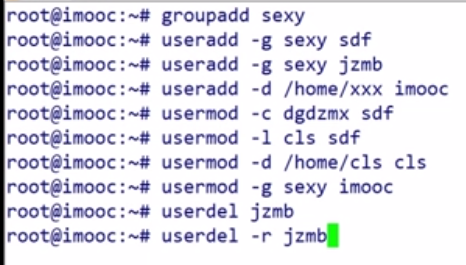 root@imooc:~# groupadd sexy
root@imooc:~# useradd -g sexy sdf
root@imooc:~# useradd -g sexy jzmb
root@imooc:~# useradd -d /home/xxx imooc
root@imooc:~# usermod -c dgdzmx sdf
root@imooc:~# usermod -l cls sdf
root@imooc:~# usermod -d /home/cls cls
root@imooc:~# usermod -g sexy imooc
root@imooc:~# userdel jzmb
root@imooc:~# userdel -r jzmb